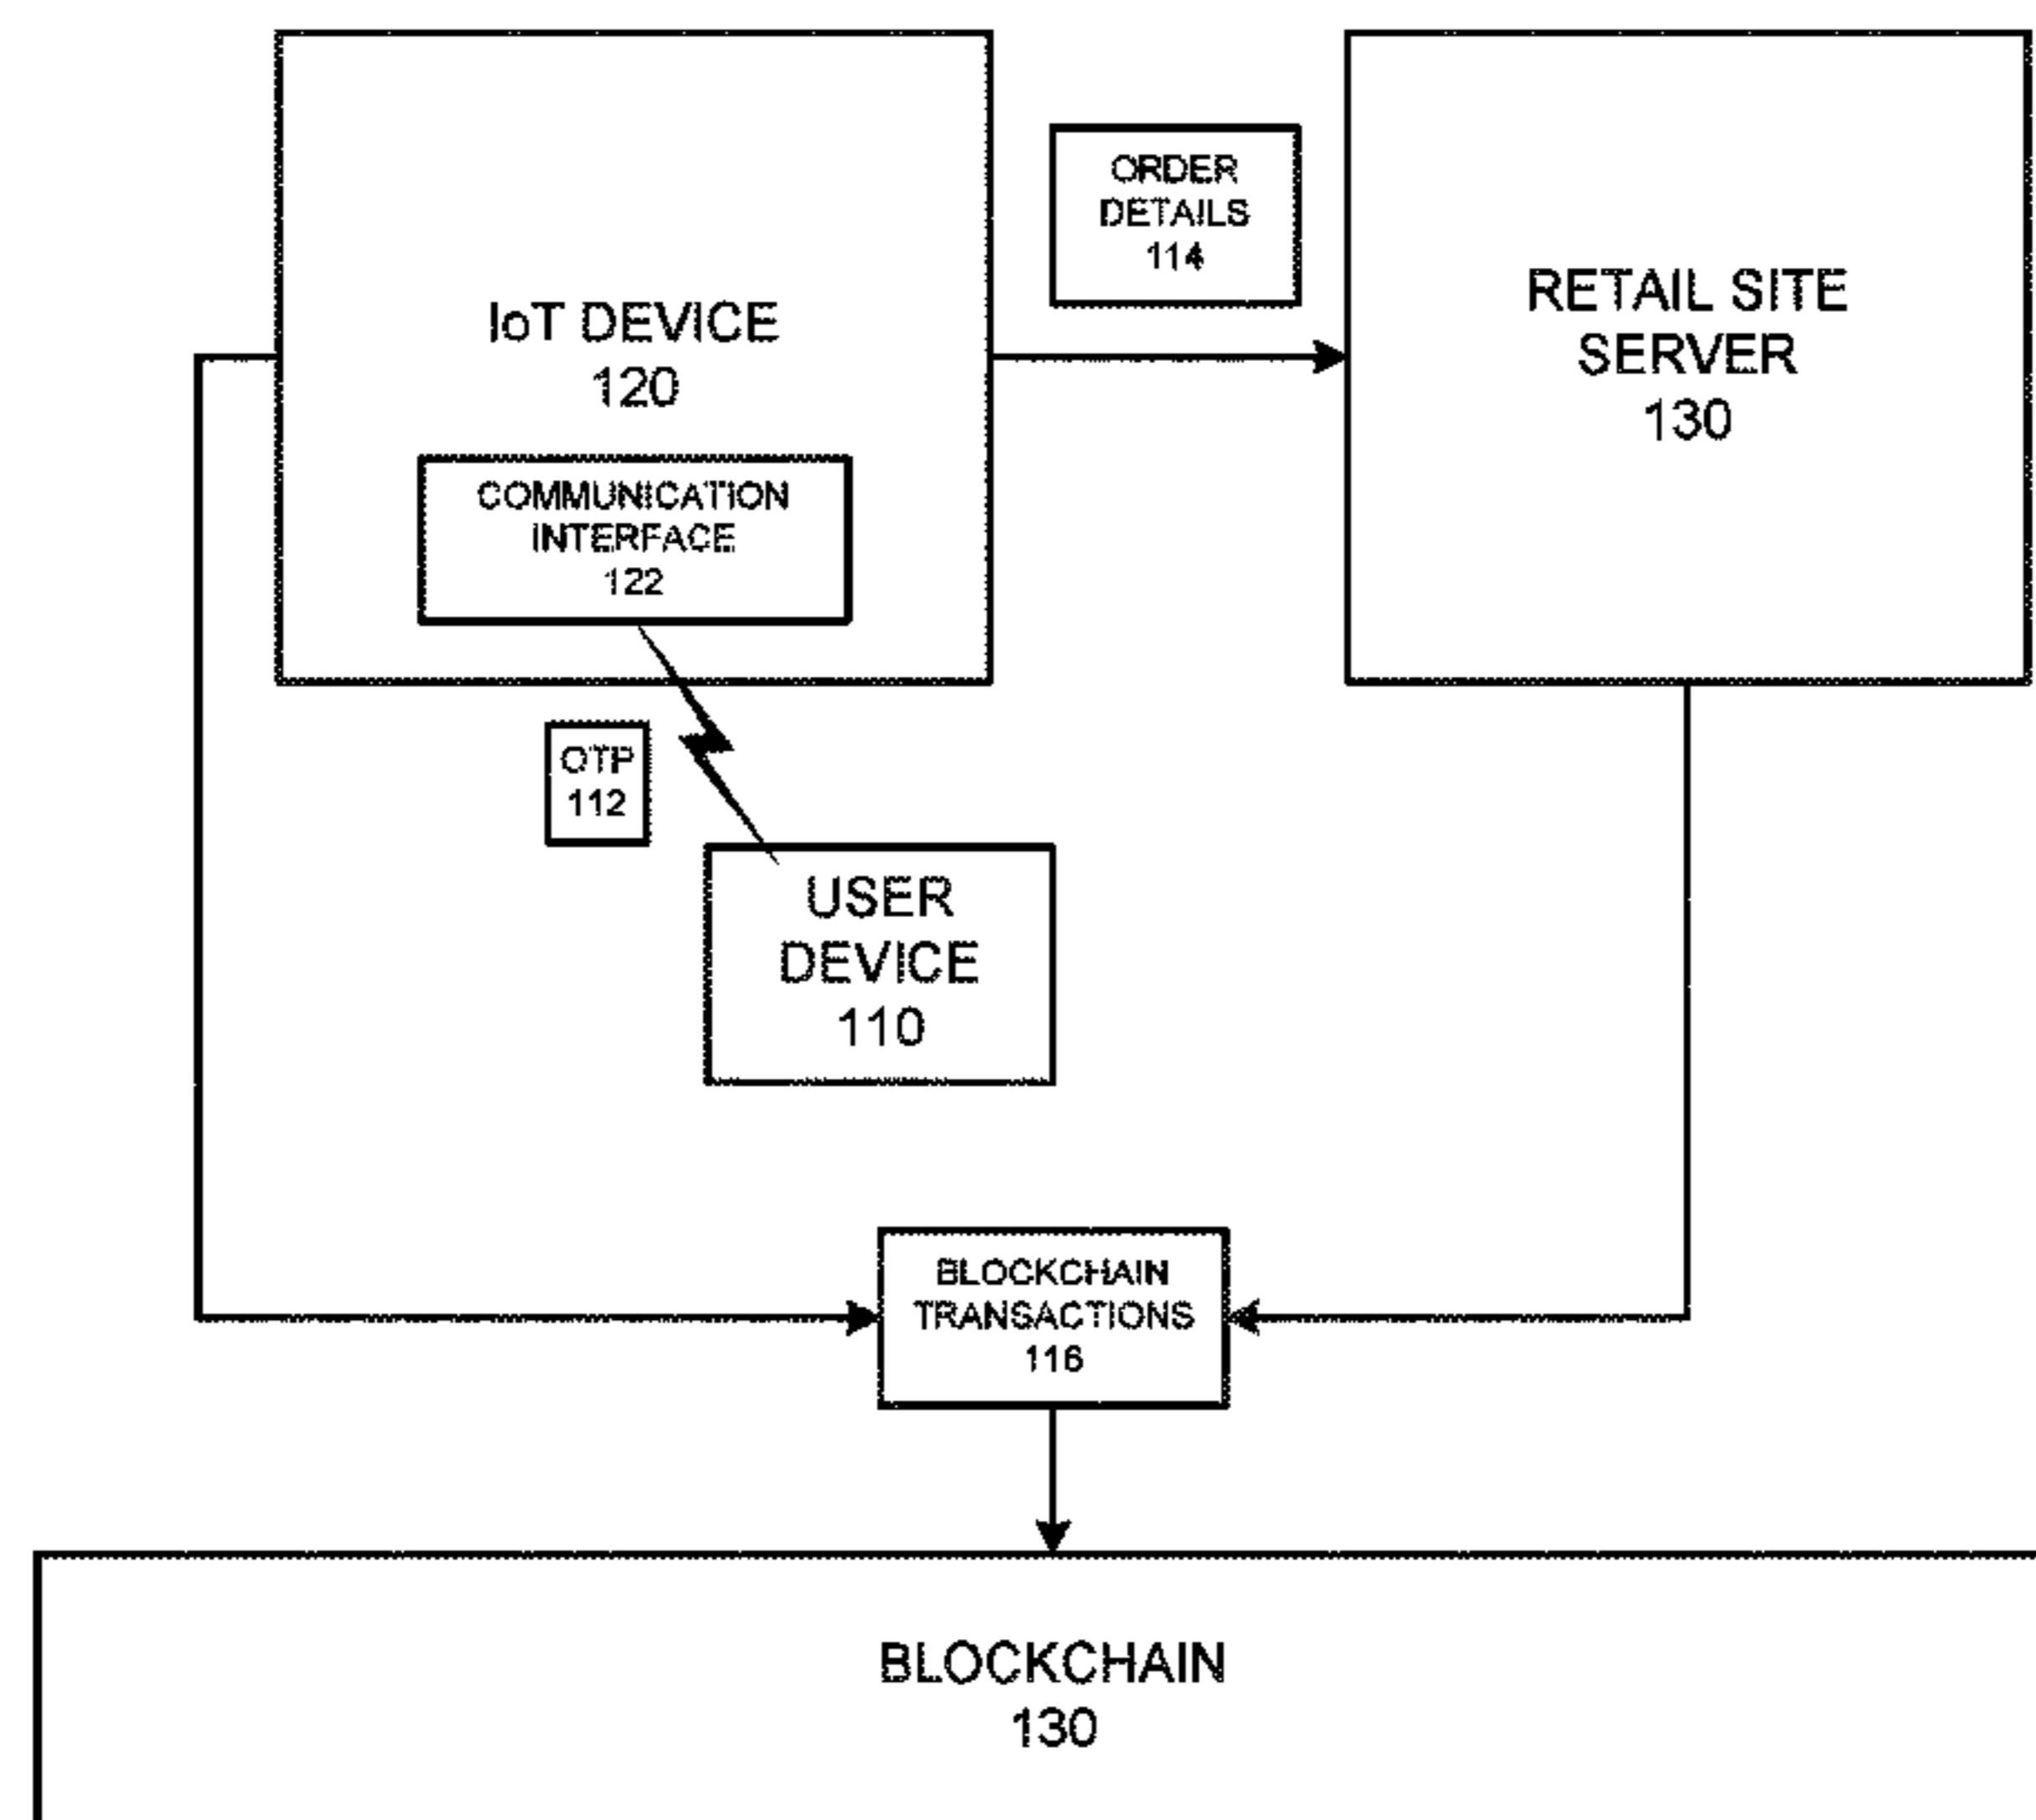 IoT DEVICE
120
COMMUNICATION
INTERFACE
122
ORDER
DETAILS
114
RETAIL SITE
SERVER
130
OTP
112
USER
DEVICE
110
BLOCKCHAIN
TRANSACTIONS
116
BLOCKCHAIN
130